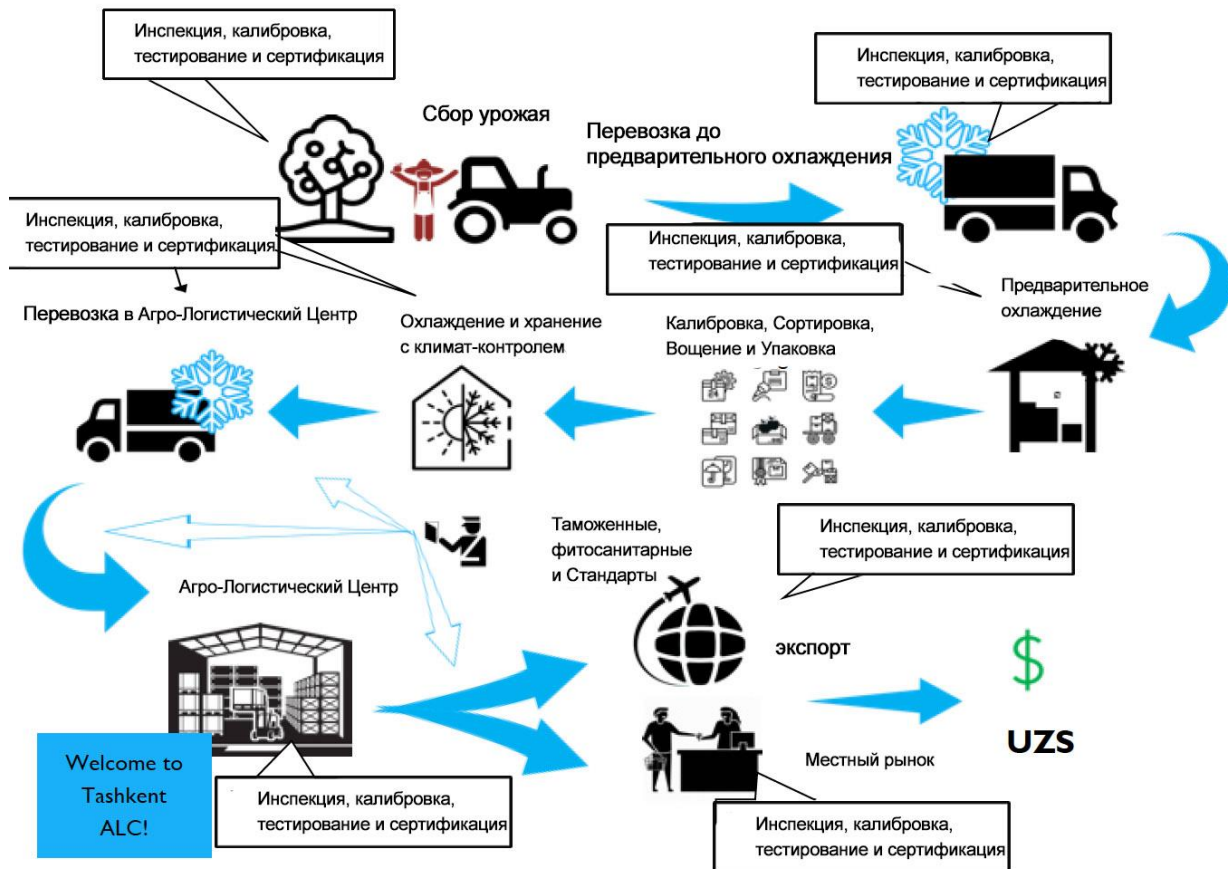 Инспекция, калибровка,
тестирование и сертификация
Инспекция, калибровка,
тестирование и сертификация
Сбор урожая
Перевозка до
предварительного охлаждения
Инспекция, калибровка,
тестирование и сертификация
Инспекция, калибровка,
тестирование и сертификация
Перевозка в Агро-Логистический Центр
Охлаждение и хранение
с климат-контролем
Калибровка, Сортировка,
Вощение и Упаковка
Предварительное
охлаждение
Таможенные,
фитосанитарные
и Стандарты
Инспекция, калибровка,
тестирование и сертификация
Агро-Логистический Центр
экспорт
$
UZS
Местный рынок
Welcome to
Tashkent
ALC!
Инспекция, калибровка,
тестирование и сертификация
Инспекция, калибровка,
тестирование и сертификация